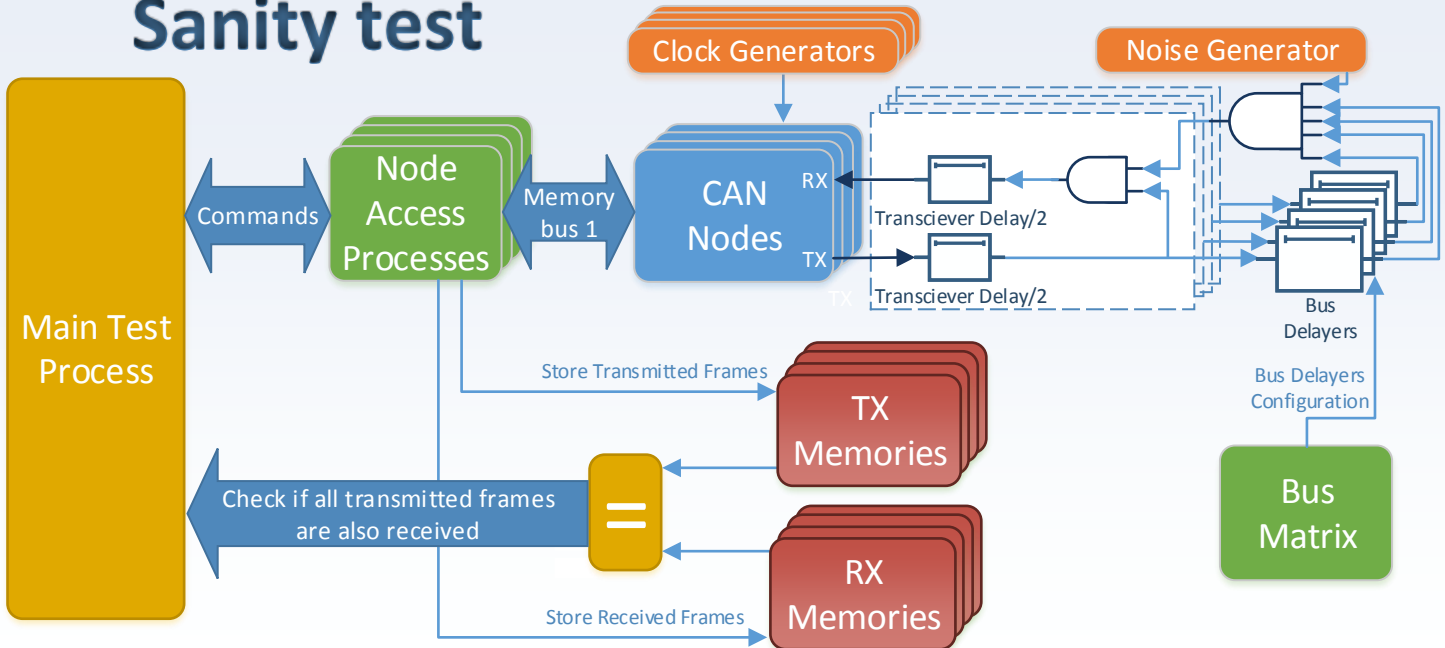 Sanity test
Clock Generators
Noise Generator
Node
Access
Processes
Commands
Memory
bus 1
CAN
Nodes
RX
TX
TX
Transciever Delay/2
Transciever Delay/2
Bus
Delayers
Main Test
Process
Store Transmitted Frames
TX
Memories
Bus Delayers
Configuration
Check if all transmitted frames
are also received
=
Bus
Matrix
RX
Memories
Store Received Frames